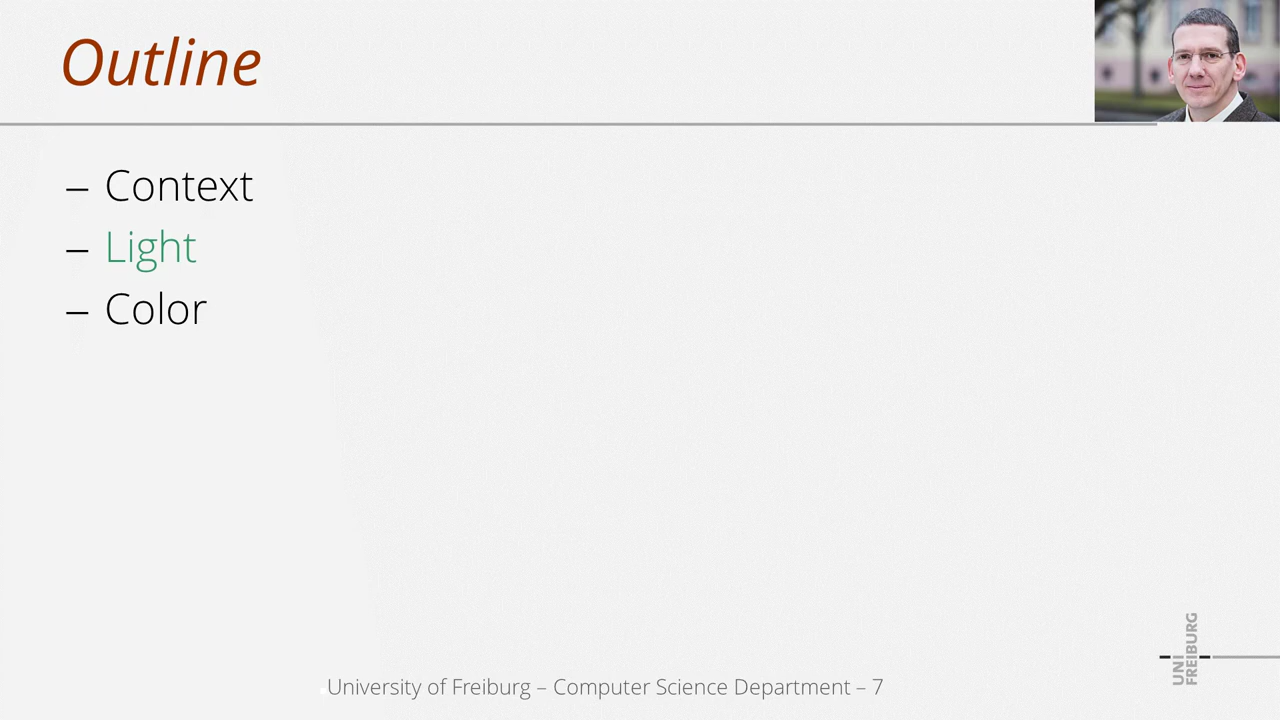 Outline
– Context
– Light
– Color
University of Freiburg – Computer Science Department – 7
UNI
FREIBURG